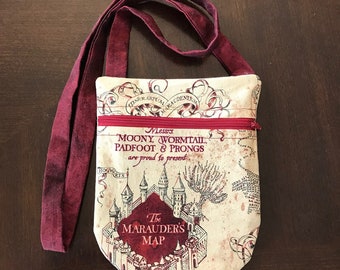 Messrs
MOONY, WORMTAIL,
PADFOOT & PRONGS
are proud to present
The
MARAUDER'S
MAP